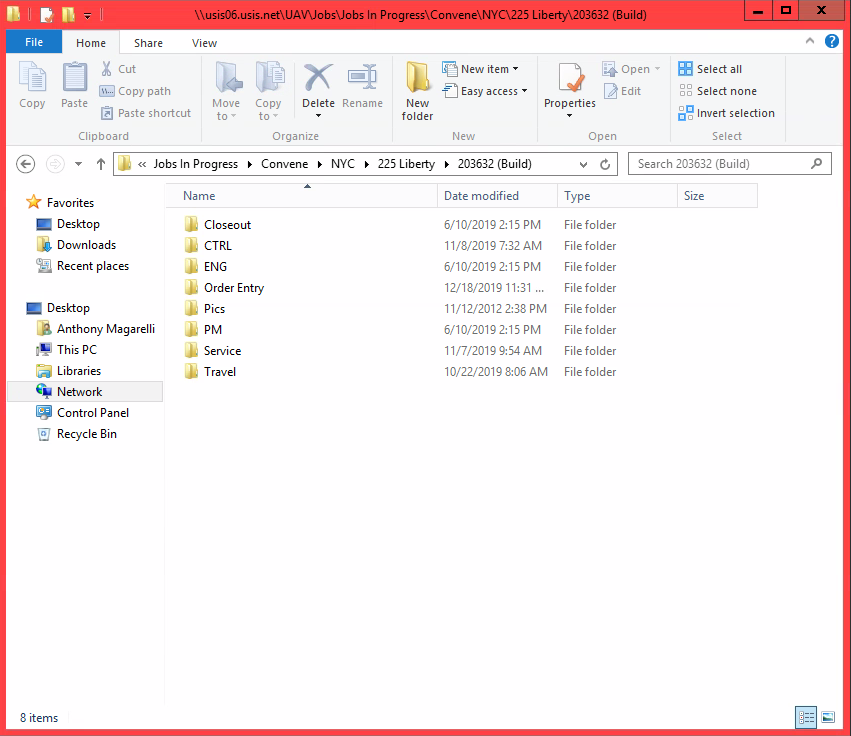 \\usis06.usis.net\UAV\Jobs\Jobs In Progress\Convene\NYC\225 Liberty\203632 (Build)
File Home Share View
Copy Paste Cut Copy path Paste shortcut
Clipboard
Move to Copy to Delete Rename
Organize
New folder New item Easy access
New
Properties Open Edit
Open
Select all Select none Invert selection
Select
« Jobs In Progress Convene NYC 225 Liberty 203632 (Build) Search 203632 (Build)
Favorites
Desktop
Downloads
Recent places
Desktop
Anthony Magarelli
This PC
Libraries
Network
Control Panel
Recycle Bin
Name Date modified Type Size
Closeout 6/10/2019 2:15 PM File folder
CTRL 11/8/2019 7:32 AM File folder
ENG 6/10/2019 2:15 PM File folder
Order Entry 12/18/2019 11:31 ... File folder
Pics 11/12/2012 2:38 PM File folder
PM 6/10/2019 2:15 PM File folder
Service 11/7/2019 9:54 AM File folder
Travel 10/22/2019 8:06 AM File folder
8 items